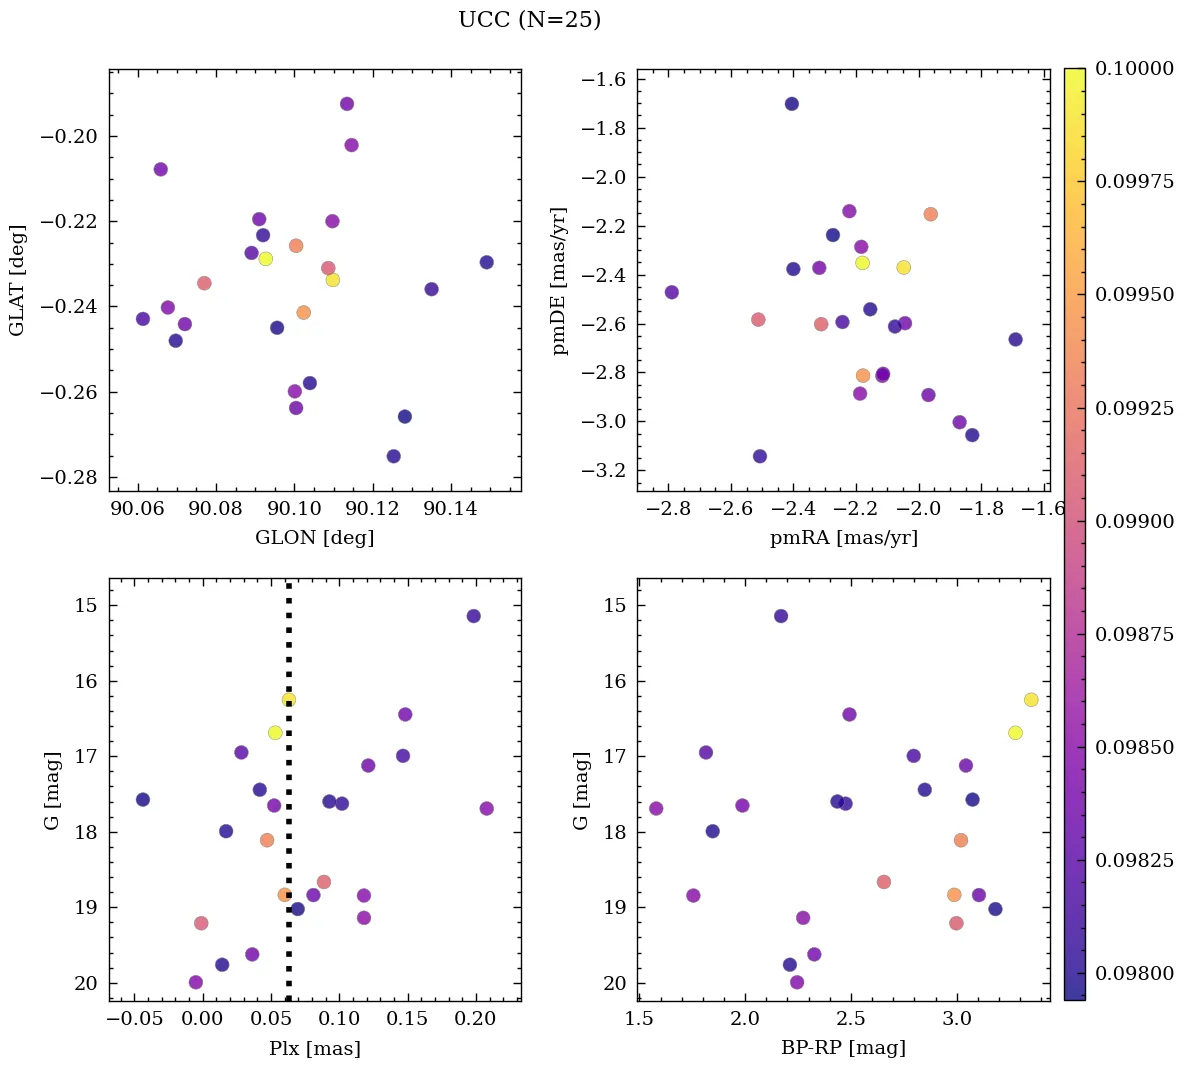 UCC (N=25)
−0.20
−0.22
−0.24
−0.26
−0.28
GLAT [deg]
90.06 90.08 90.10 90.12 90.14
GLON [deg]
−1.6
−1.8
−2.0
−2.2
−2.4
−2.6
−2.8
−3.0
−3.2
pmDE [mas/yr]
−2.8 −2.6 −2.4 −2.2 −2.0 −1.8 −1.6
pmRA [mas/yr]
15
16
17
18
19
20
G [mag]
−0.05 0.00 0.05 0.10 0.15 0.20
Plx [mas]
15
16
17
18
19
20
G [mag]
1.5 2.0 2.5 3.0
BP-RP [mag]
0.10000
0.09975
0.09950
0.09925
0.09900
0.09875
0.09850
0.09825
0.09800